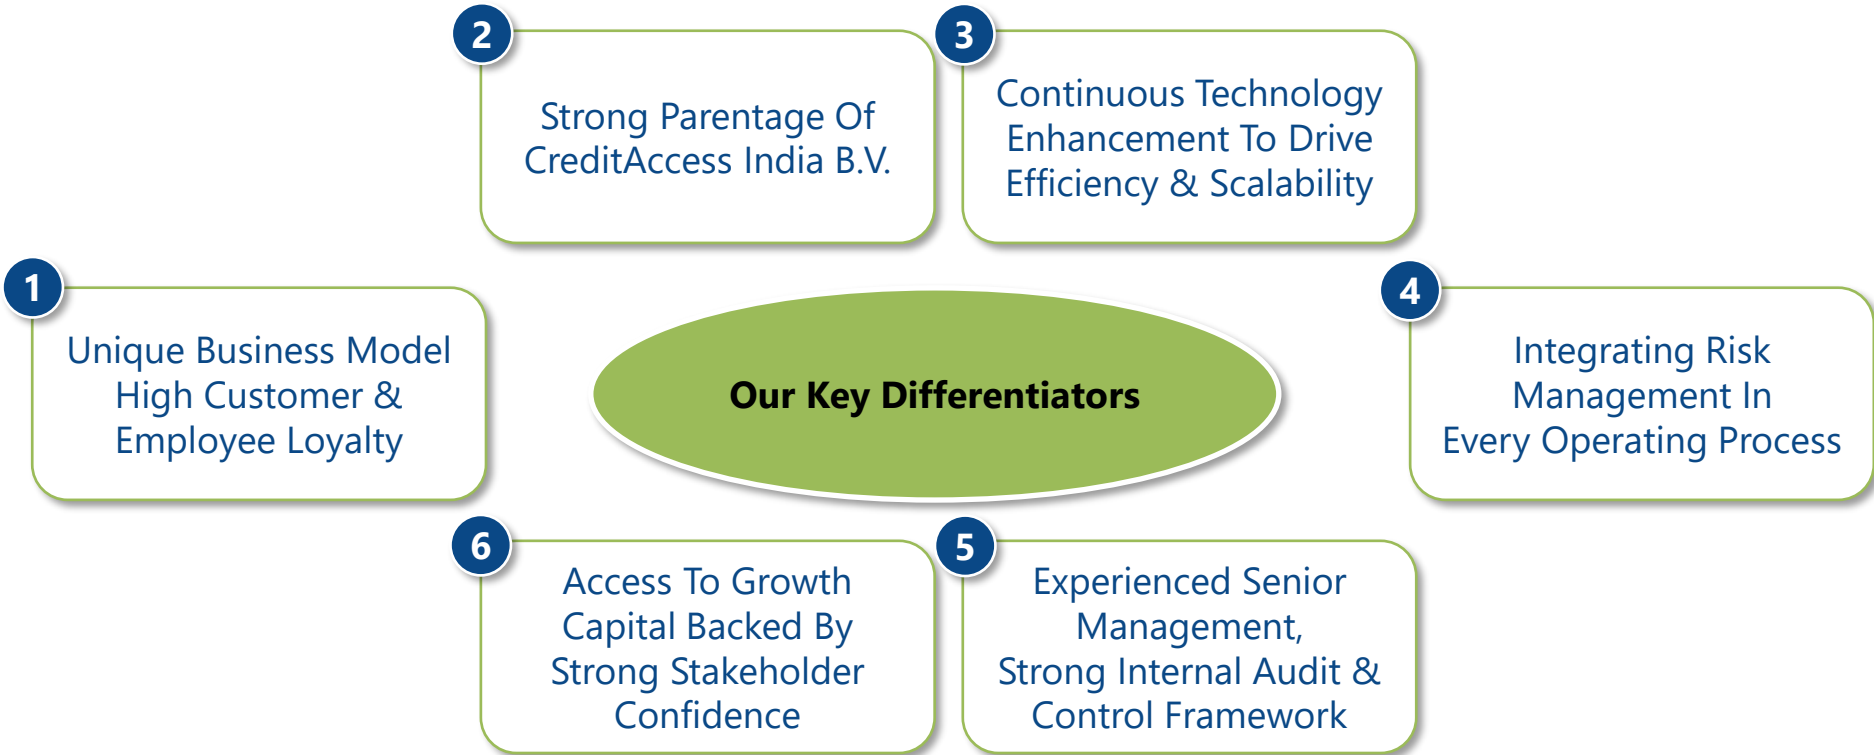 1
Unique Business Model
High Customer &
Employee Loyalty
2
Strong Parentage Of
CreditAccess India B.V.
3
Continuous Technology
Enhancement To Drive
Efficiency & Scalability
4
Integrating Risk
Management In
Every Operating Process
Our Key Differentiators
5
Experienced Senior
Management,
Strong Internal Audit &
Control Framework
6
Access To Growth
Capital Backed By
Strong Stakeholder
Confidence